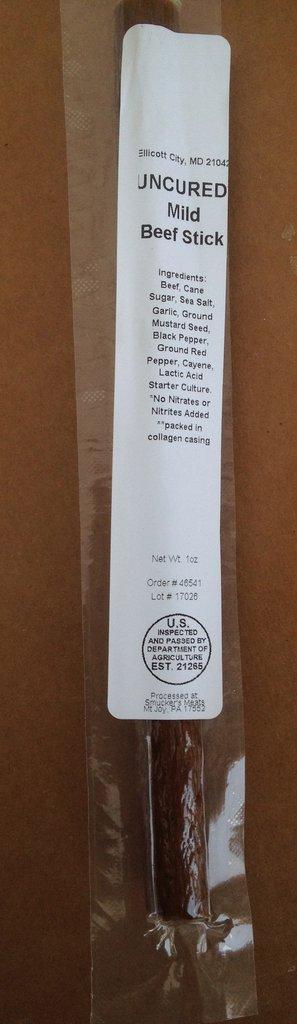 Ellicott City, MD 21042
UNCURED
Mild
Beef Stick
Ingredients:
Beef, Cane
Sugar, Sea Salt,
Garlic, Ground
Mustard Seed,
Black Pepper,
Ground Red
Pepper, Cayene,
Lactic Acid
Starter Culture.
*No Nitrates or
Nitrites Added
**packed in
collagen casing
Net Wt. 1oz
Order # 46541
Lot # 17026
U.S.
INSPECTED
AND PASSED BY
DEPARTMENT OF
AGRICULTURE
EST. 21265
Processed at:
Smucker's Meats
Mt Joy, PA 17552